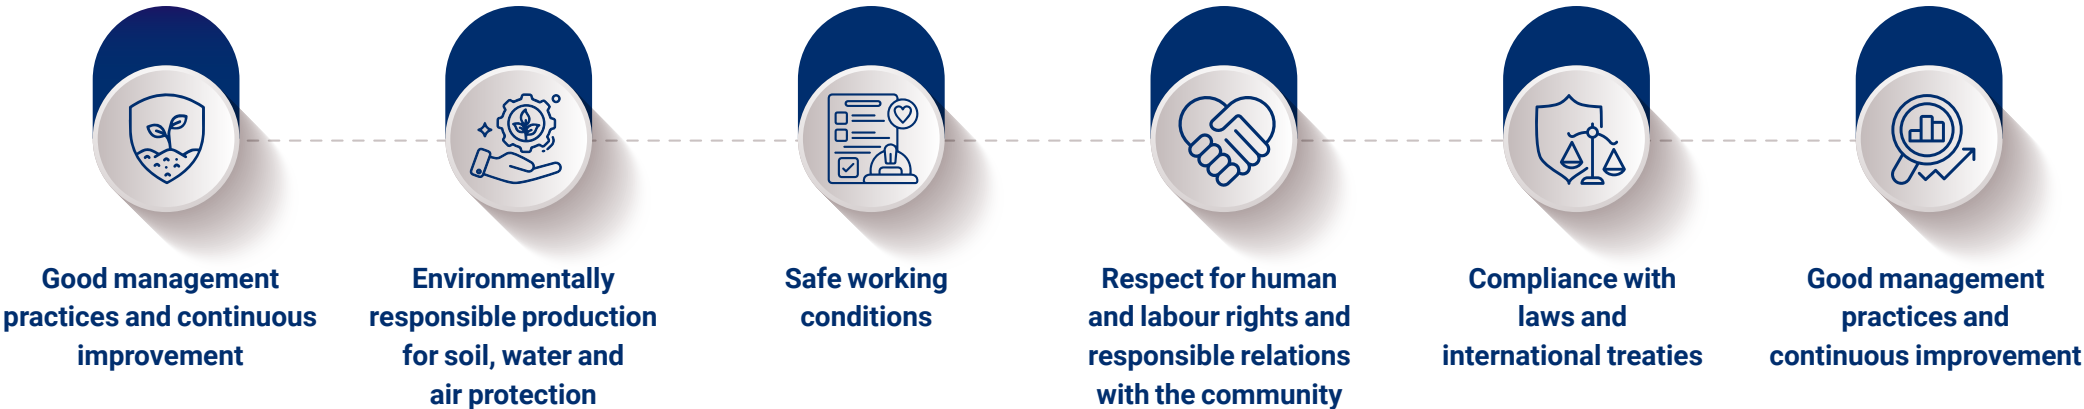 Good management
practices and continuous
improvement
Environmentally
responsible production
for soil, water and
air protection
Safe working
conditions
Respect for human
and labour rights and
responsible relations
with the community
Compliance with
laws and
international treaties
Good management
practices and
continuous improvement